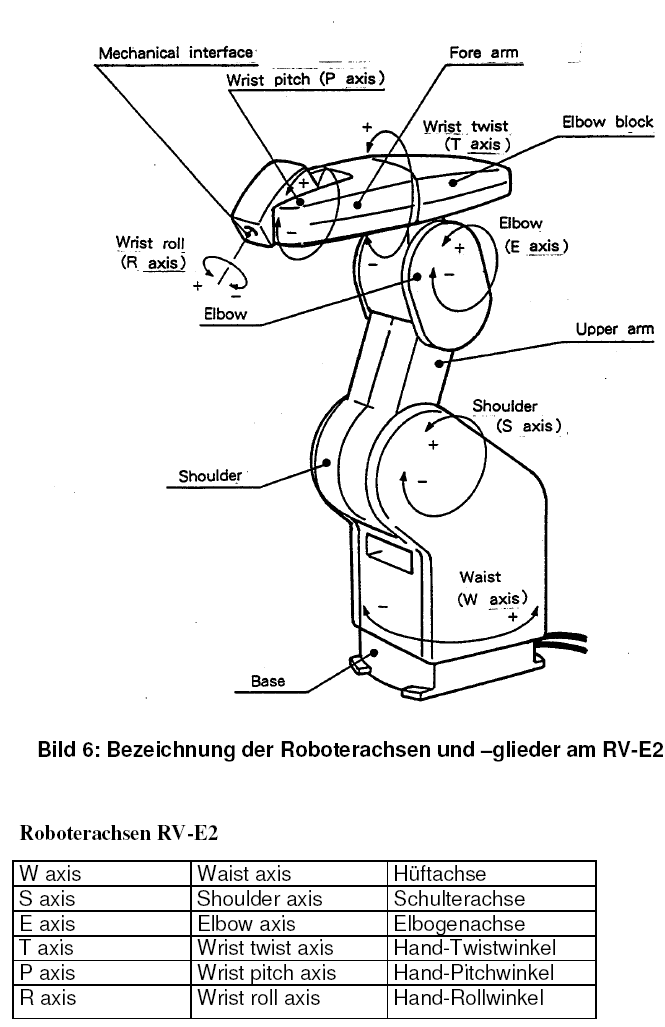 Mechanical interface
Fore arm
Wrist pitch (P axis)
Elbow block
Wrist twist
(T axis)
+
+
Elbow
(E axis)
+
-
-
-
-
Wrist roll
(R axis)
+
-
Elbow
Upper arm
Shoulder
(S axis)
+
-
Shoulder
Waist
(W axis)
-
+
Base
Bild 6: Bezeichnung der Roboterachsen und –glieder am RV-E2
Roboterachsen RV-E2
W axis Waist axis Hüftachse
S axis Shoulder axis Schulterachse
E axis Elbow axis Elbogenachse
T axis Wrist twist axis Hand-Twistwinkel
P axis Wrist pitch axis Hand-Pitchwinkel
R axis Wrist roll axis Hand-Rollwinkel